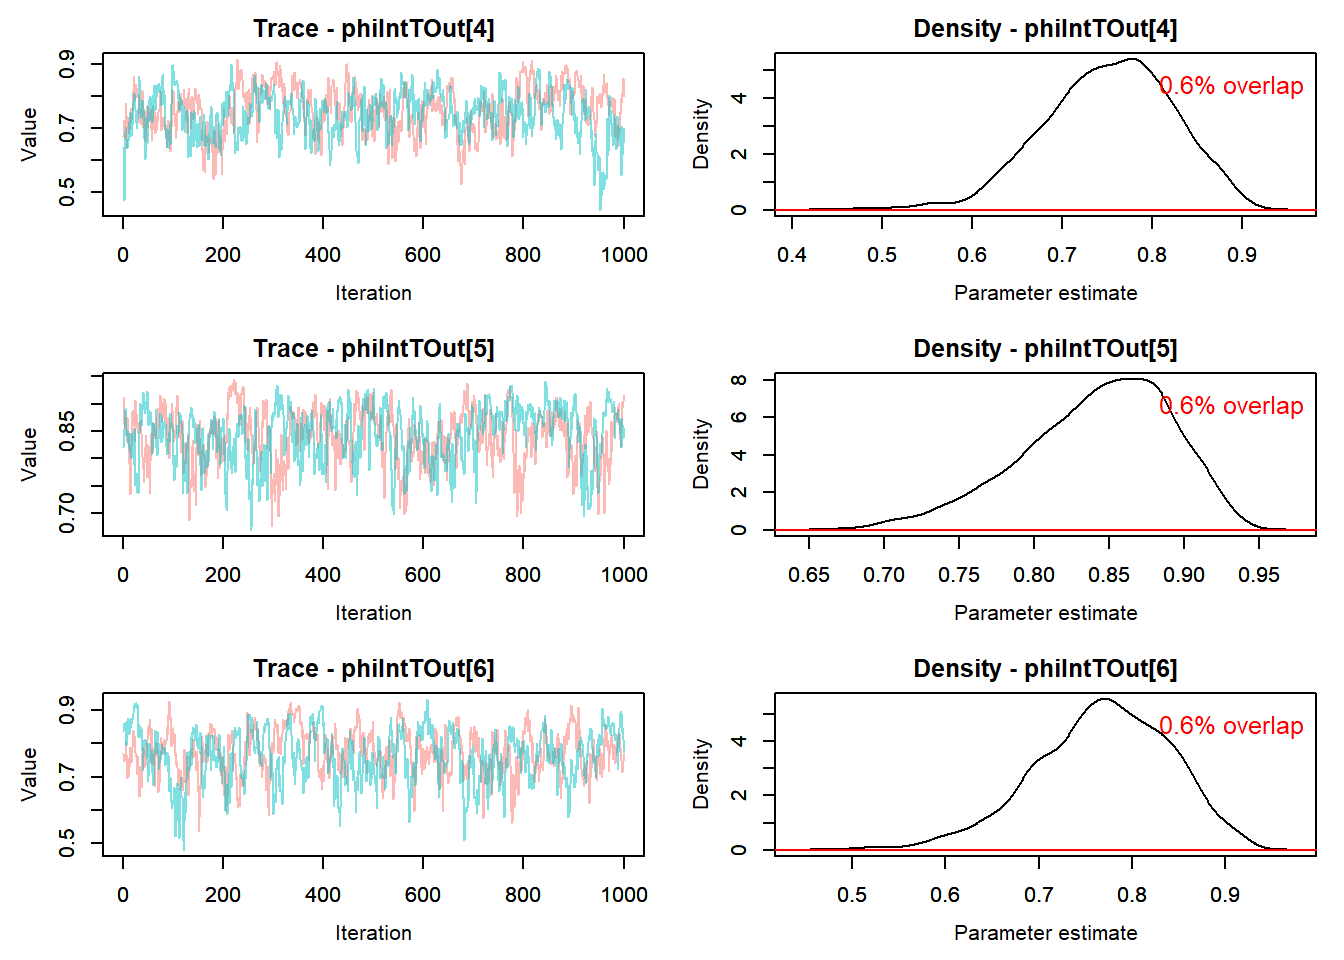 Trace - phiIntTOut[4]
Value
0.5 0.7 0.9
0 200 400 600 800 1000
Iteration
Density - phiIntTOut[4]
0.6% overlap
Density
0 2 4
0.4 0.5 0.6 0.7 0.8 0.9
Parameter estimate
Trace - phiIntTOut[5]
Value
0.70 0.85
0 200 400 600 800 1000
Iteration
Density - phiIntTOut[5]
0.6% overlap
Density
0 2 4 6 8
0.65 0.70 0.75 0.80 0.85 0.90 0.95
Parameter estimate
Trace - phiIntTOut[6]
Value
0.5 0.7 0.9
0 200 400 600 800 1000
Iteration
Density - phiIntTOut[6]
0.6% overlap
Density
0 2 4
0.5 0.6 0.7 0.8 0.9
Parameter estimate